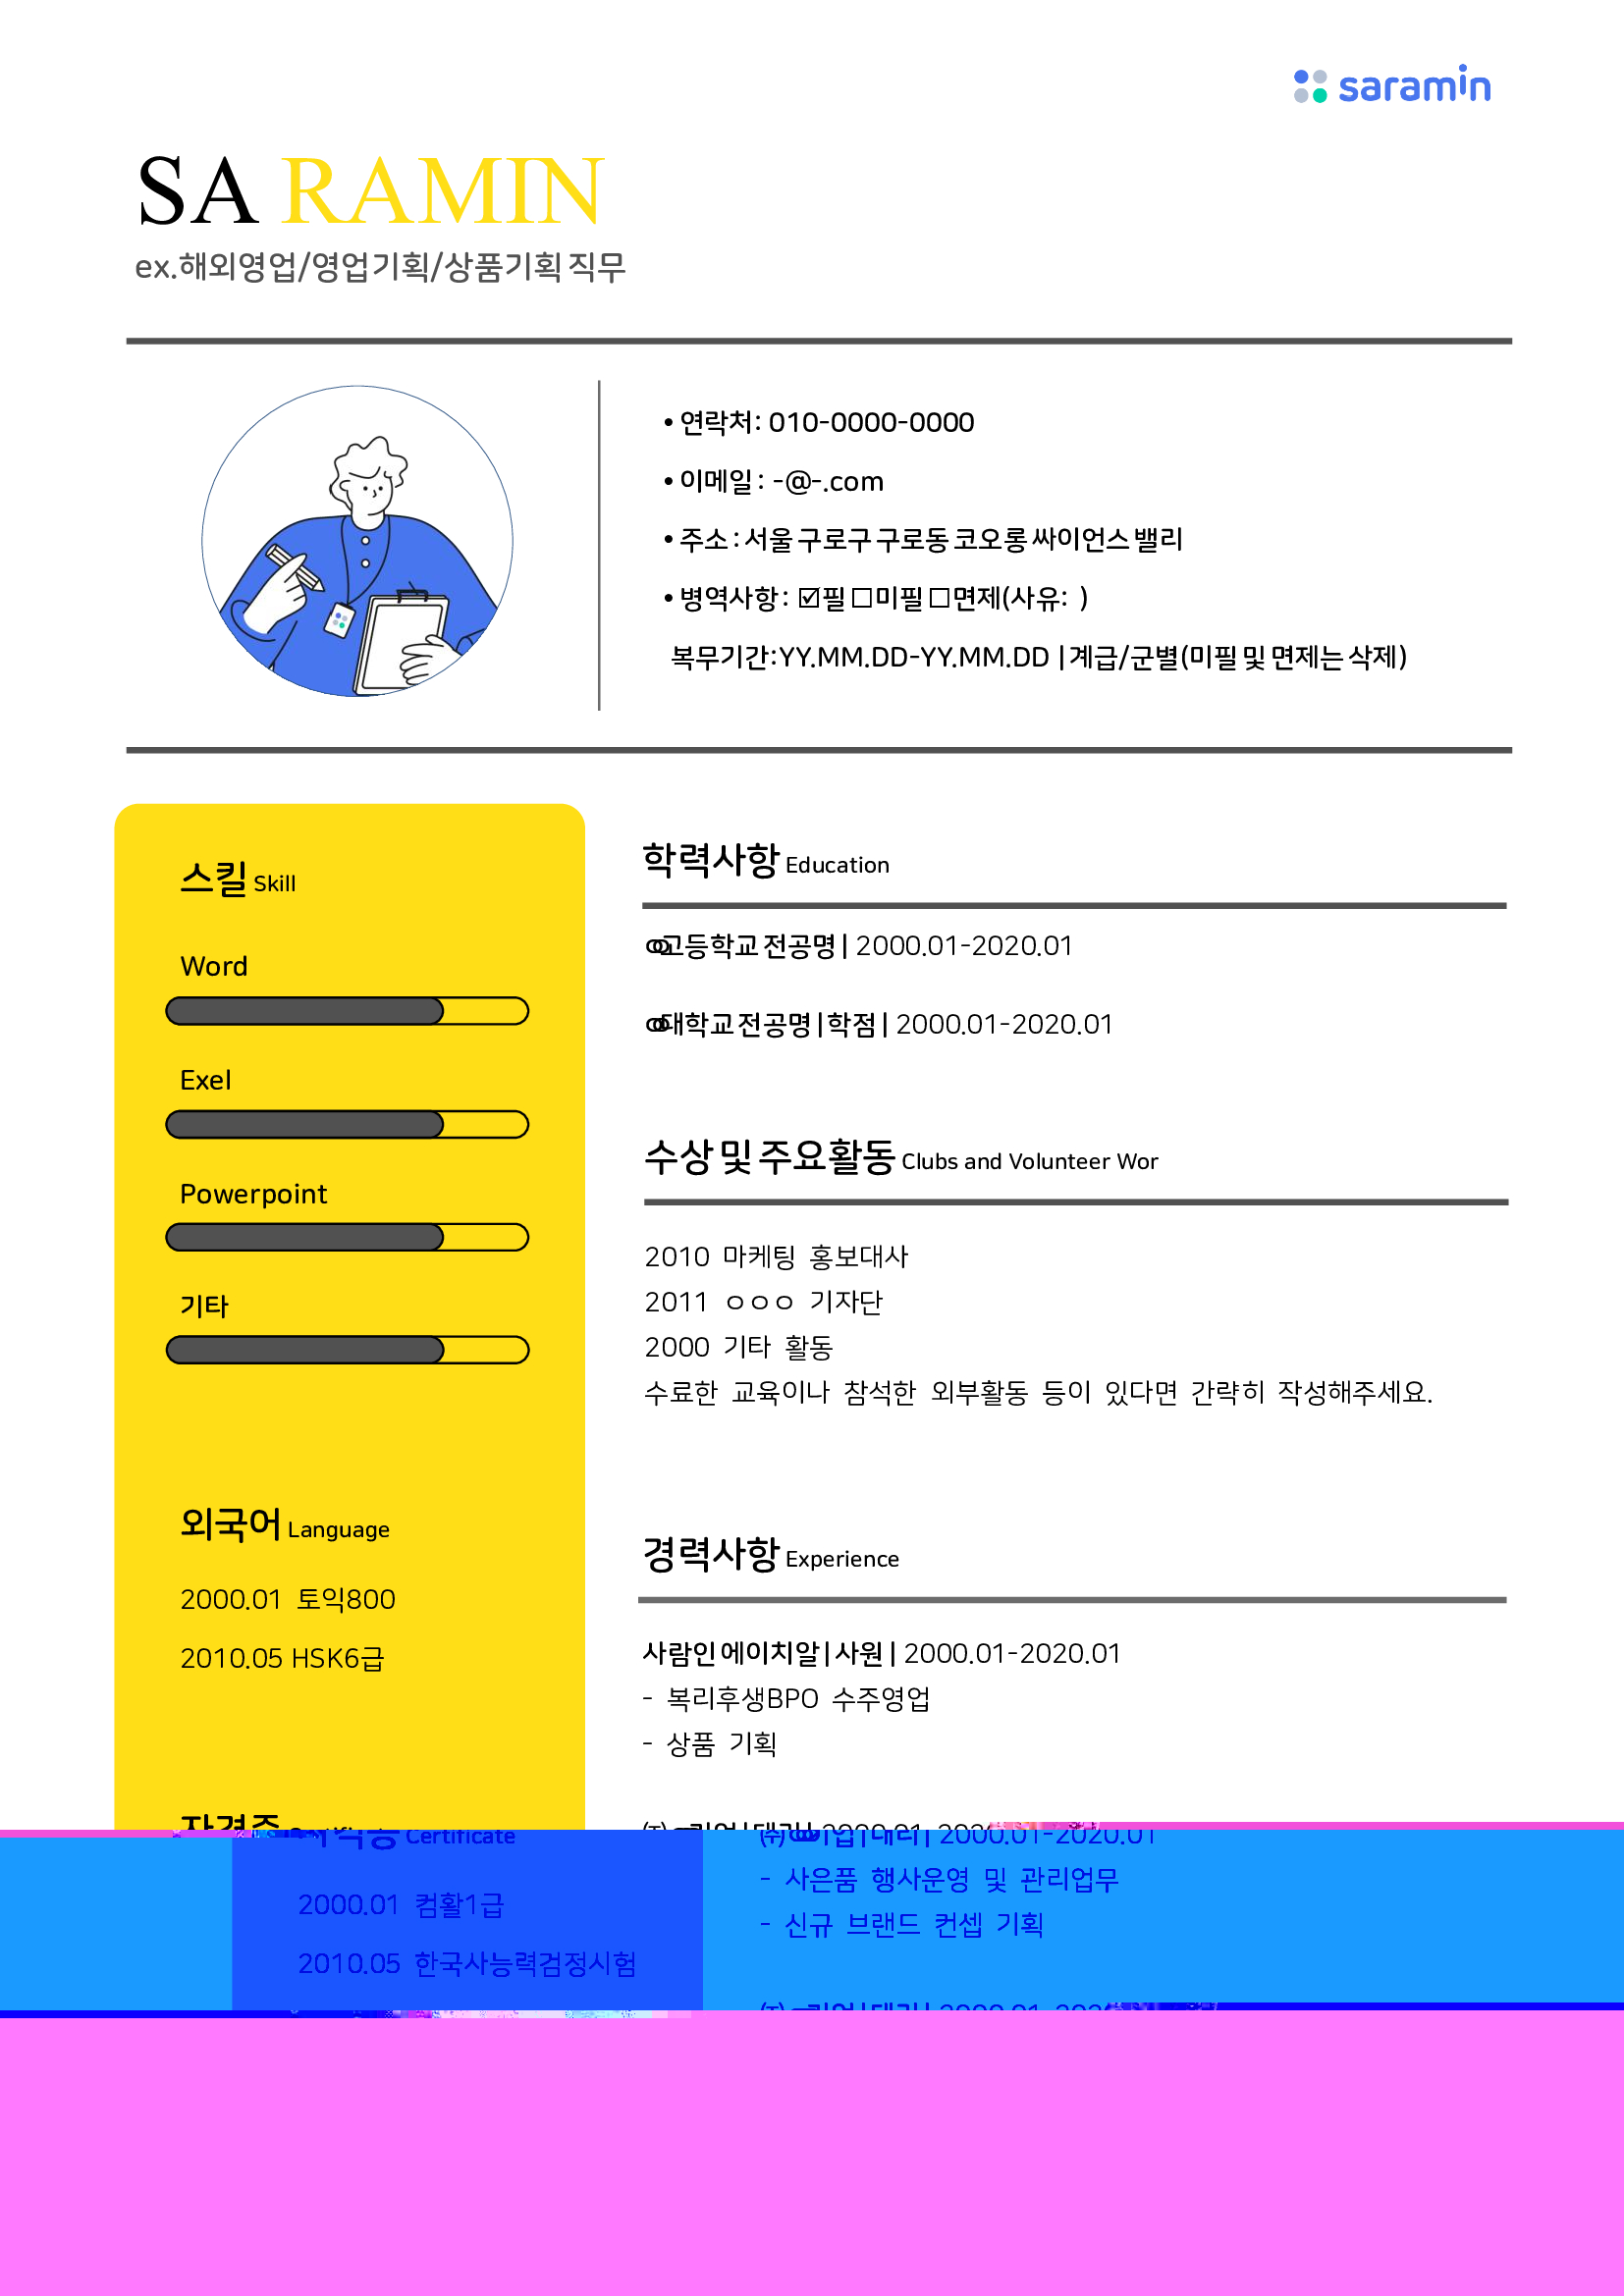 saramin
SA RAMIN
ex.해외영업/영업기획/상품기획 직무
• 연락처: 010-0000-0000
• 이메일: -@-.com
• 주소: 서울 구로구 구로동 코오롱 싸이언스 밸리
• 병역사항: ☑필 □미필 □면제(사유: )
복무기간:YY.MM.DD-YY.MM.DD | 계급/군별(미필 및 면제는 삭제)
스킬 Skill
Word
Exel
Powerpoint
기타
외국어 Language
2000.01 토익800
2010.05 HSK6급
학력사항 Education
ㅇㅇ고등학교 전공명 | 2000.01-2020.01
ㅇㅇ대학교 전공명 | 학점 | 2000.01-2020.01
수상 및 주요활동 Clubs and Volunteer Wor
2010 마케팅 홍보대사
2011 ㅇㅇㅇ 기자단
2000 기타 활동
수료한 교육이나 참석한 외부활동 등이 있다면 간략히 작성해주세요.
경력사항 Experience
사람인 에이치알 | 사원 | 2000.01-2020.01
- 복리후생BPO 수주영업
- 상품 기획
자격증 Certificate
2000.01 컴활1급
2010.05 한국사능력검정시험
기업 | 대리 | 2000.01-2020.01
- 사은품 행사운영 및 관리업무
- 신규 브랜드 컨셉 기획